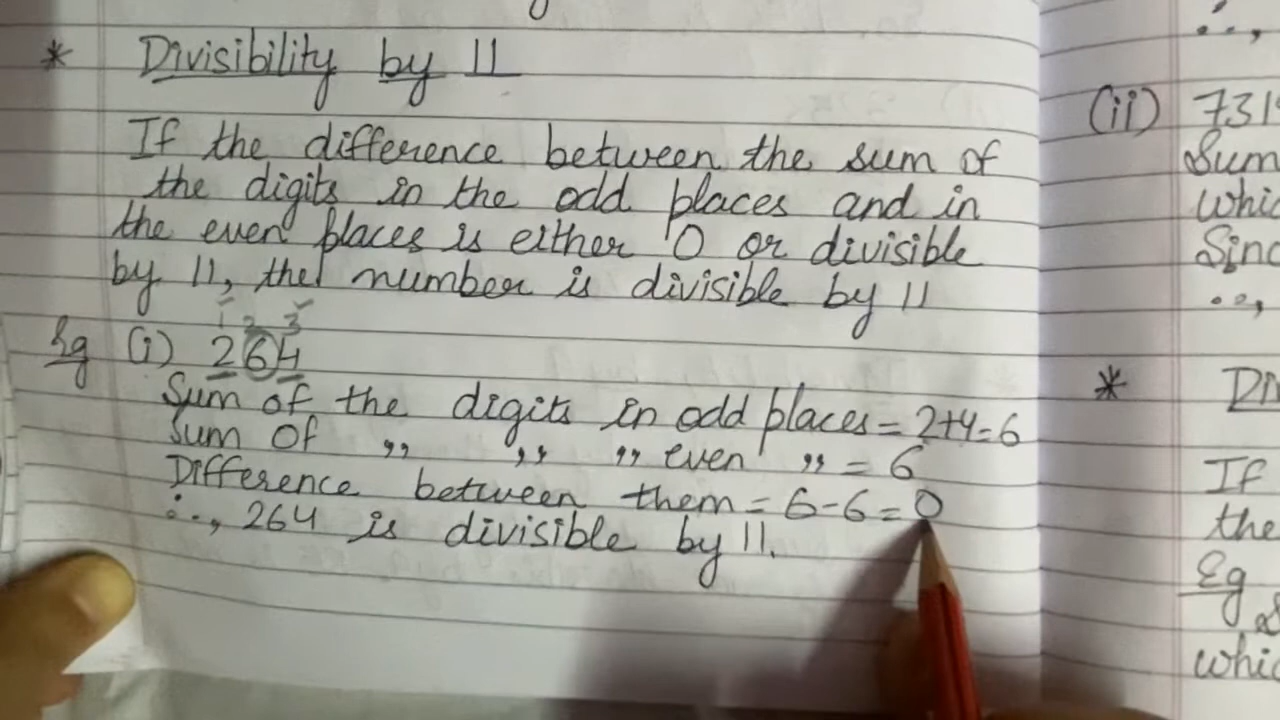 * Divisibility by 11
If the difference between the sum of
the digits in the odd places and in
the even places is either 0 or divisible
by 11, the number is divisible by 11
1 2 3
Eg (i) 264
Sum of the digits in odd places = 2+4=6
Sum of ,, ,, ,, even ,, = 6
Difference between them = 6-6=0
∴, 264 is divisible by 11.
∴,
(ii) 731
Sum
whic
Sinc
∴,
* Di
If
the
Eg
whic